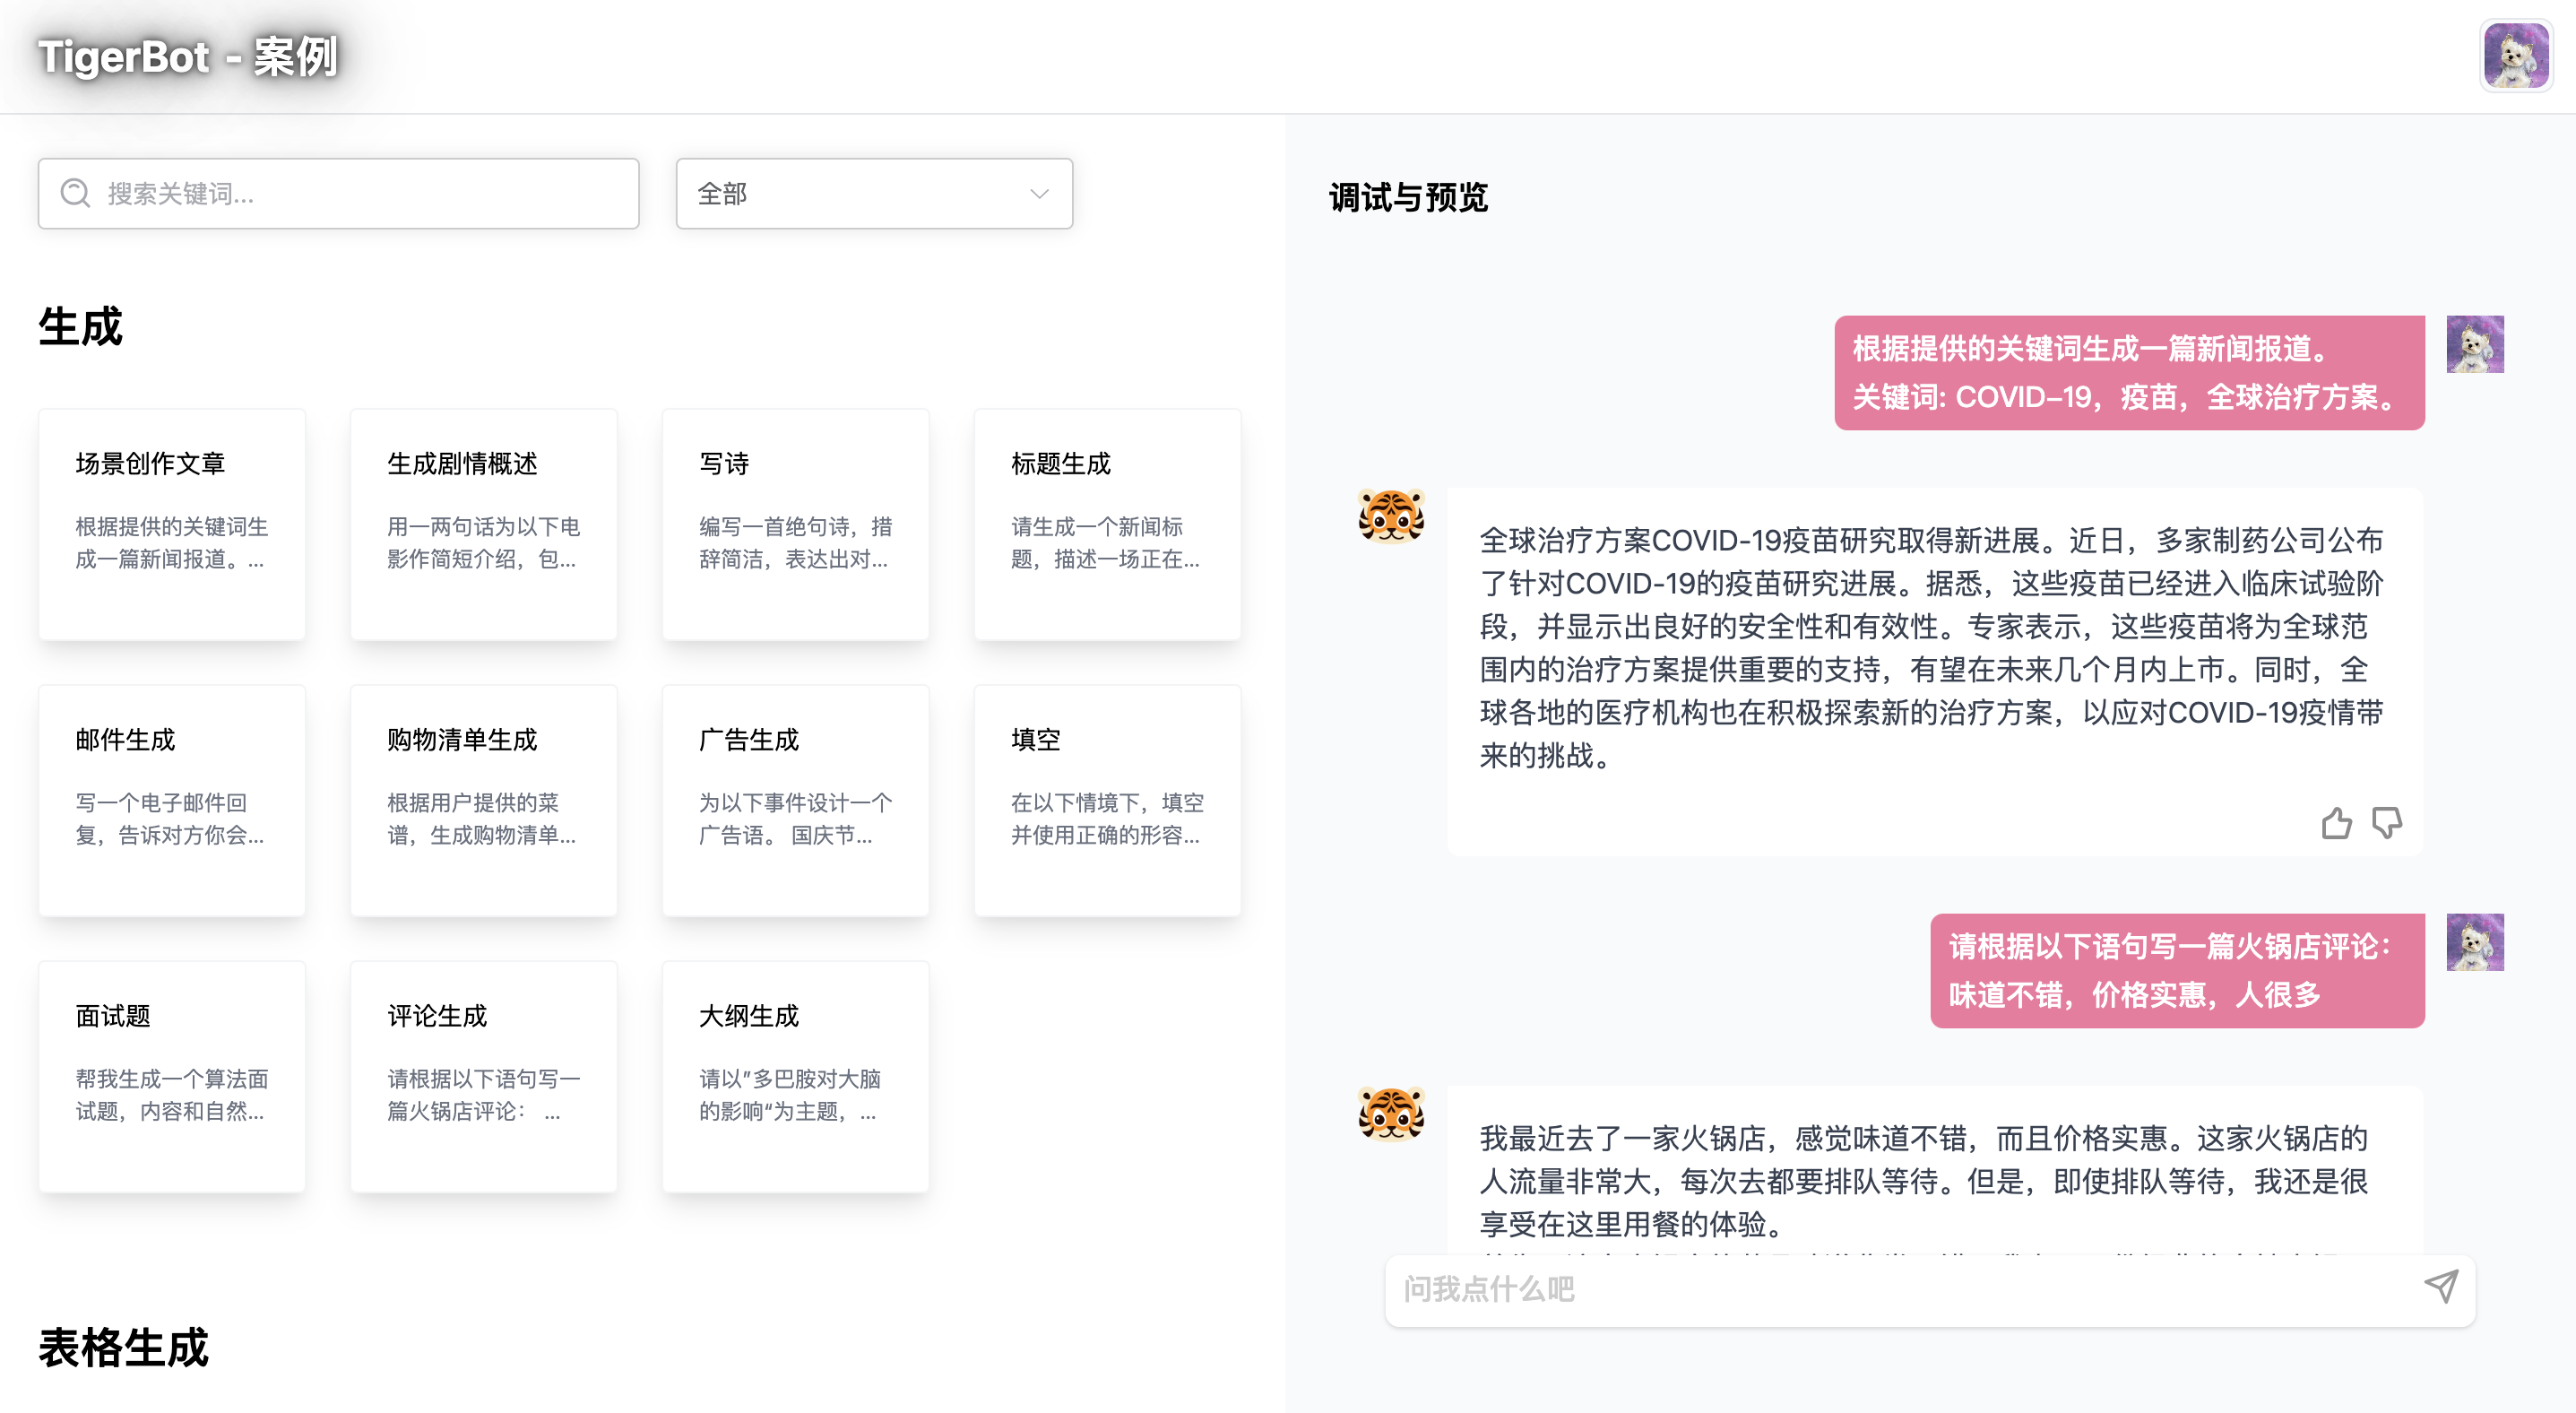 TigerBot - 案例
搜索关键词...
全部
生成
场景创作文章
根据提供的关键词生
成一篇新闻报道。...
生成剧情概述
用一两句话为以下电
影作简短介绍，包...
写诗
编写一首绝句诗，措
辞简洁，表达出对...
标题生成
请生成一个新闻标
题，描述一场正在...
邮件生成
写一个电子邮件回
复，告诉对方你会...
购物清单生成
根据用户提供的菜
谱，生成购物清单...
广告生成
为以下事件设计一个
广告语。 国庆节...
填空
在以下情境下，填空
并使用正确的形容...
面试题
帮我生成一个算法面
试题，内容和自然...
评论生成
请根据以下语句写一
篇火锅店评论： ...
大纲生成
请以”多巴胺对大脑
的影响“为主题，...
表格生成
调试与预览
根据提供的关键词生成一篇新闻报道。
关键词: COVID–19，疫苗，全球治疗方案。
全球治疗方案COVID-19疫苗研究取得新进展。近日，多家制药公司公布
了针对COVID-19的疫苗研究进展。据悉，这些疫苗已经进入临床试验阶
段，并显示出良好的安全性和有效性。专家表示，这些疫苗将为全球范
围内的治疗方案提供重要的支持，有望在未来几个月内上市。同时，全
球各地的医疗机构也在积极探索新的治疗方案，以应对COVID-19疫情带
来的挑战。
请根据以下语句写一篇火锅店评论：
味道不错，价格实惠，人很多
我最近去了一家火锅店，感觉味道不错，而且价格实惠。这家火锅店的
人流量非常大，每次去都要排队等待。但是，即使排队等待，我还是很
享受在这里用餐的体验。
问我点什么吧